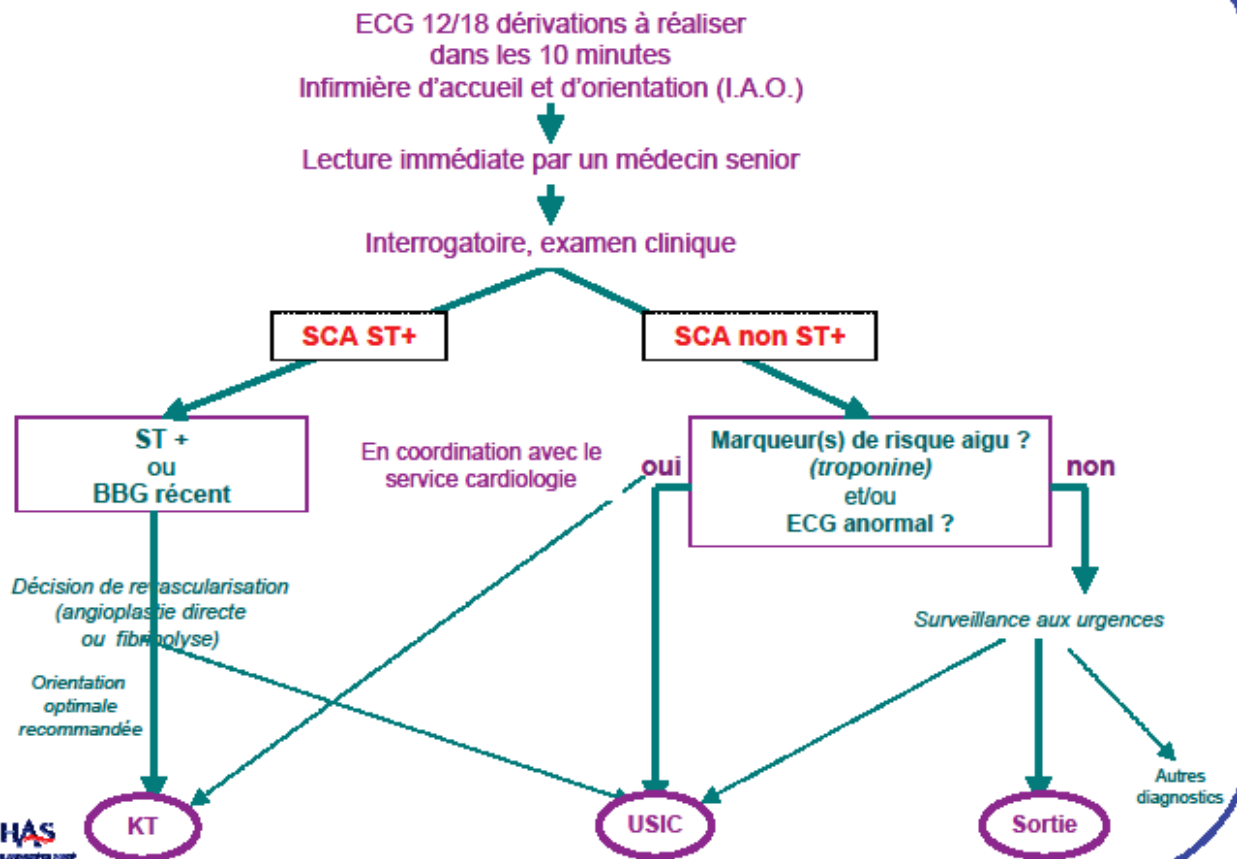 ECG 12/18 dérivations à réaliser
dans les 10 minutes
Infirmière d'accueil et d'orientation (I.A.O.)
Lecture immédiate par un médecin senior
Interrogatoire, examen clinique
SCA ST+
SCA non ST+
ST +
ou
BBG récent
En coordination avec le
service cardiologie
oui
Marqueur(s) de risque aigu ?
(troponine)
et/ou
ECG anormal ?
non
Décision de revascularisation
(angioplastie directe
ou fibrinolyse)
Surveillance aux urgences
Orientation
optimale
recommandée
Autres
diagnostics
KT
USIC
Sortie
HAS